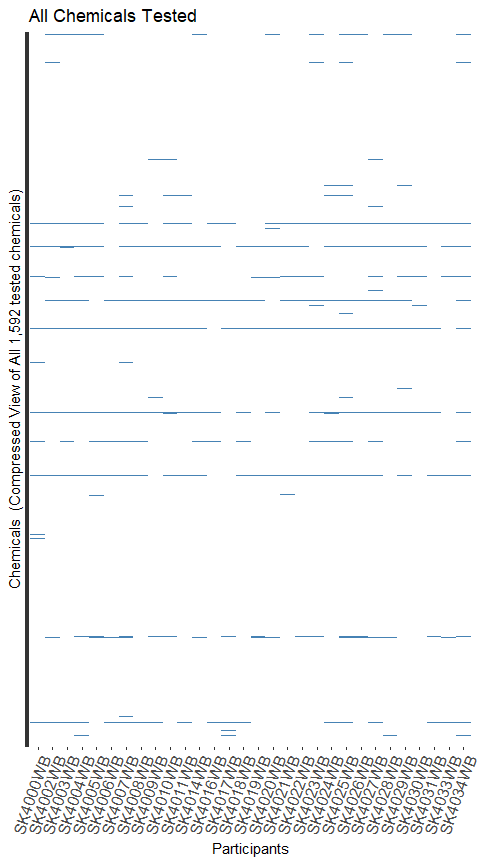 All Chemicals Tested
Chemicals  (Compressed View of All 1,592 tested chemicals)
SK4000WB
SK4002WB
SK4003WB
SK4004WB
SK4005WB
SK4006WB
SK4007WB
SK4008WB
SK4009WB
SK4010WB
SK4011WB
SK4014WB
SK4016WB
SK4017WB
SK4018WB
SK4019WB
SK4020WB
SK4021WB
SK4022WB
SK4023WB
SK4024WB
SK4025WB
SK4026WB
SK4027WB
SK4028WB
SK4029WB
SK4030WB
SK4031WB
SK4033WB
SK4034WB
Participants